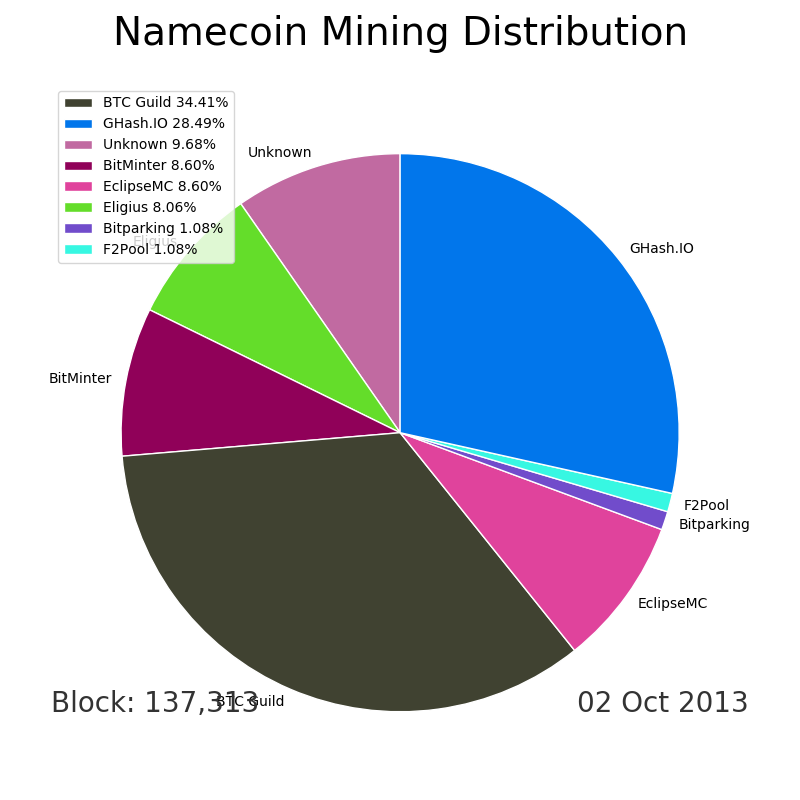 Namecoin Mining Distribution
BTC Guild 34.41%
GHash.IO 28.49%
Unknown 9.68%
BitMinter 8.60%
EclipseMC 8.60%
Eligius 8.06%
Bitparking 1.08%
F2Pool 1.08%
Unknown
Eligius
GHash.IO
BitMinter
F2Pool
Bitparking
EclipseMC
BTC Guild
Block: 137,313
02 Oct 2013